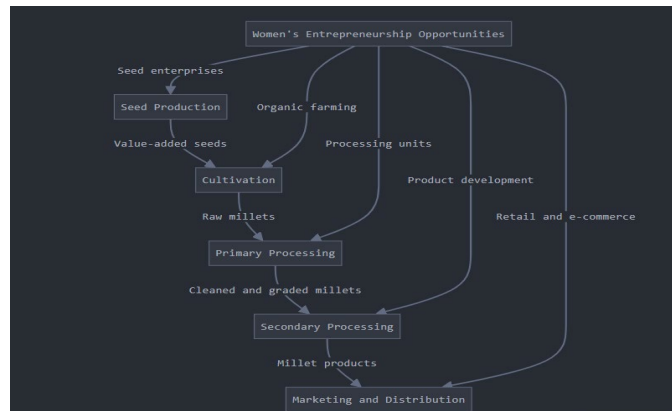 Women's Entrepreneurship Opportunities
Seed enterprises
Seed Production
Organic farming
Value-added seeds
Processing units
Cultivation
Product development
Raw millets
Retail and e-commerce
Primary Processing
Cleaned and graded millets
Secondary Processing
Millet products
Marketing and Distribution